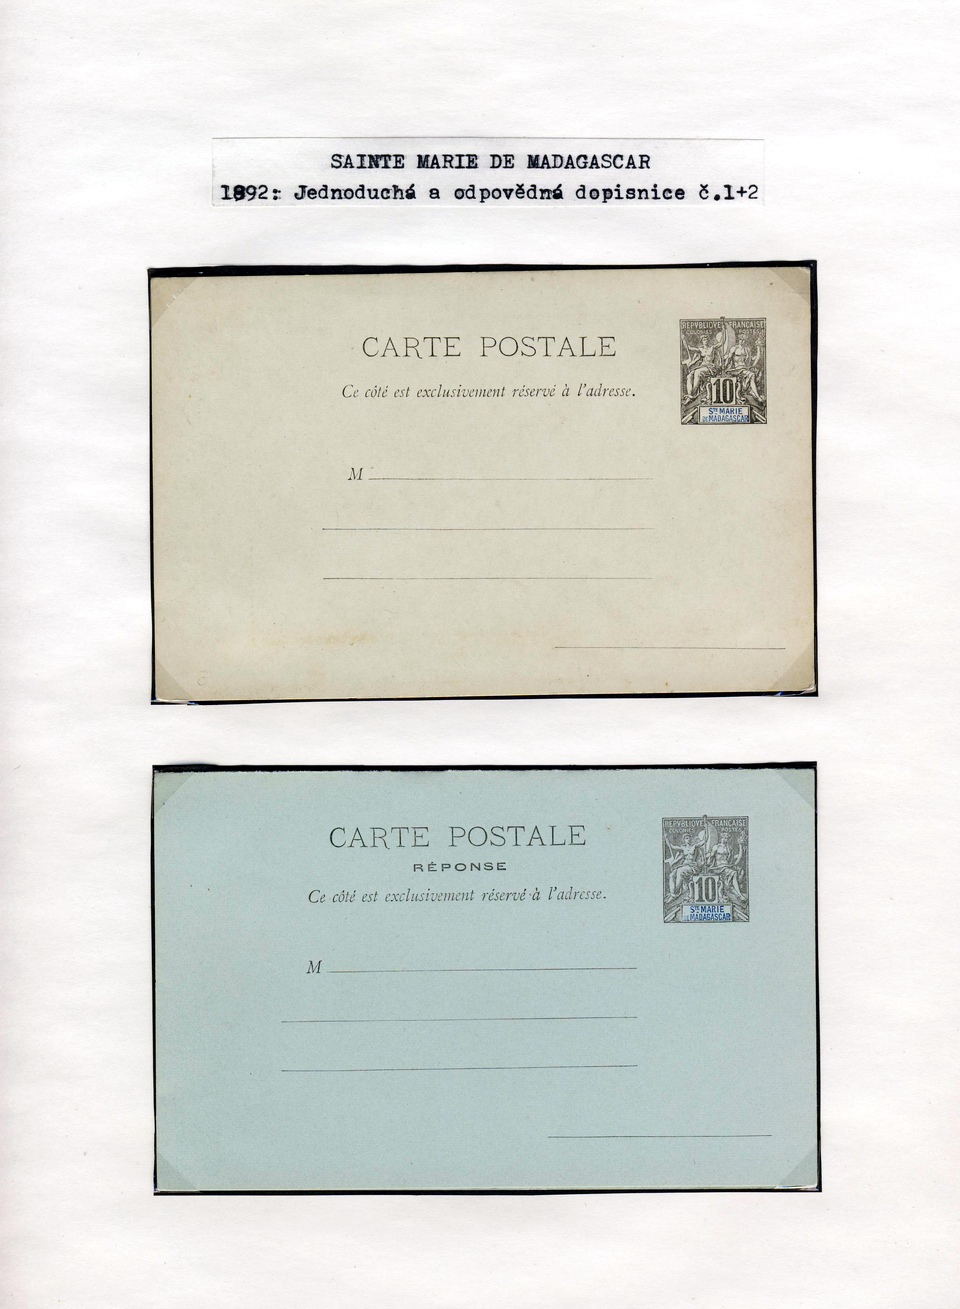 SAINTE MARIE DE MADAGASCAR
1892: Jednoduchá a odpovědná dopisnice č.1+2
CARTE POSTALE
Ce côté est exclusivement réservé à l'adresse.
REPVBLIQVE FRANÇAISE
COLONIES POSTES
10
STE MARIE
DE MADAGASCAR
M
CARTE POSTALE
RÉPONSE
Ce côté est exclusivement réservé à l'adresse.
REPVBLIQVE FRANÇAISE
COLONIES POSTES
10
STE MARIE
DE MADAGASCAR
M